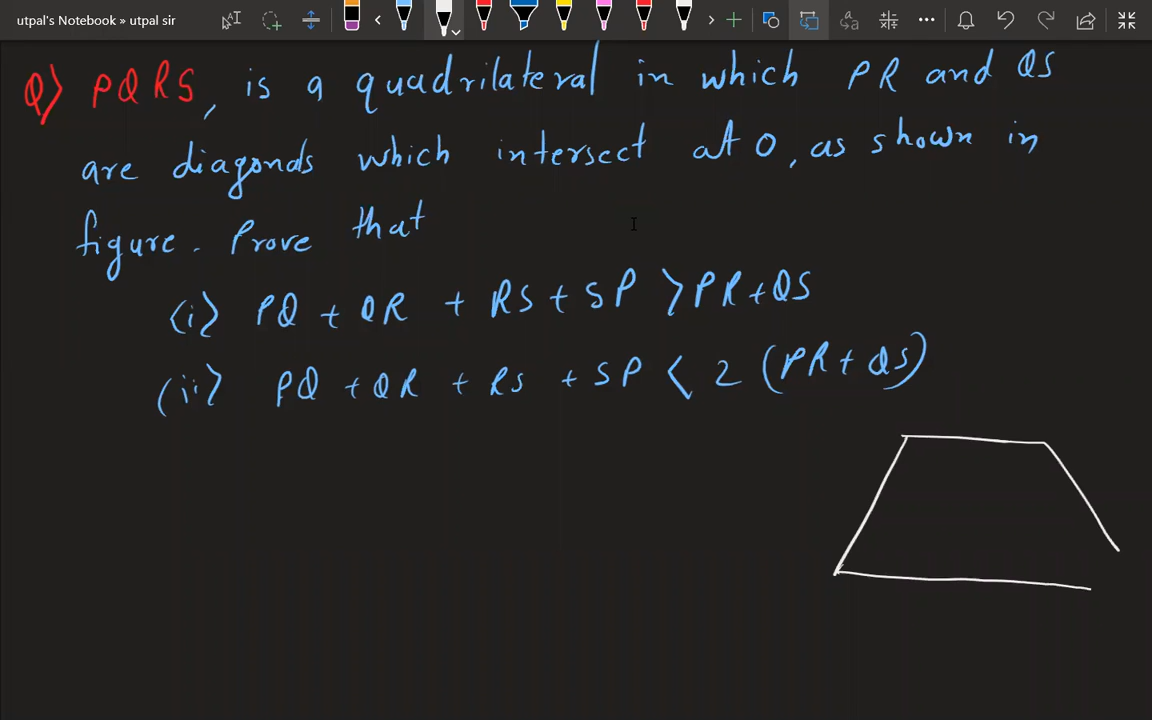 utpal's Notebook » utpal sir
Q) PQRS, is a quadrilateral in which PR and QS
are diagonds which intersect at O, as shown in
figure. Prove that
(i) PQ + QR + RS + SP > PR + QS
(ii) PQ + QR + RS + SP < 2 (PR + QS)